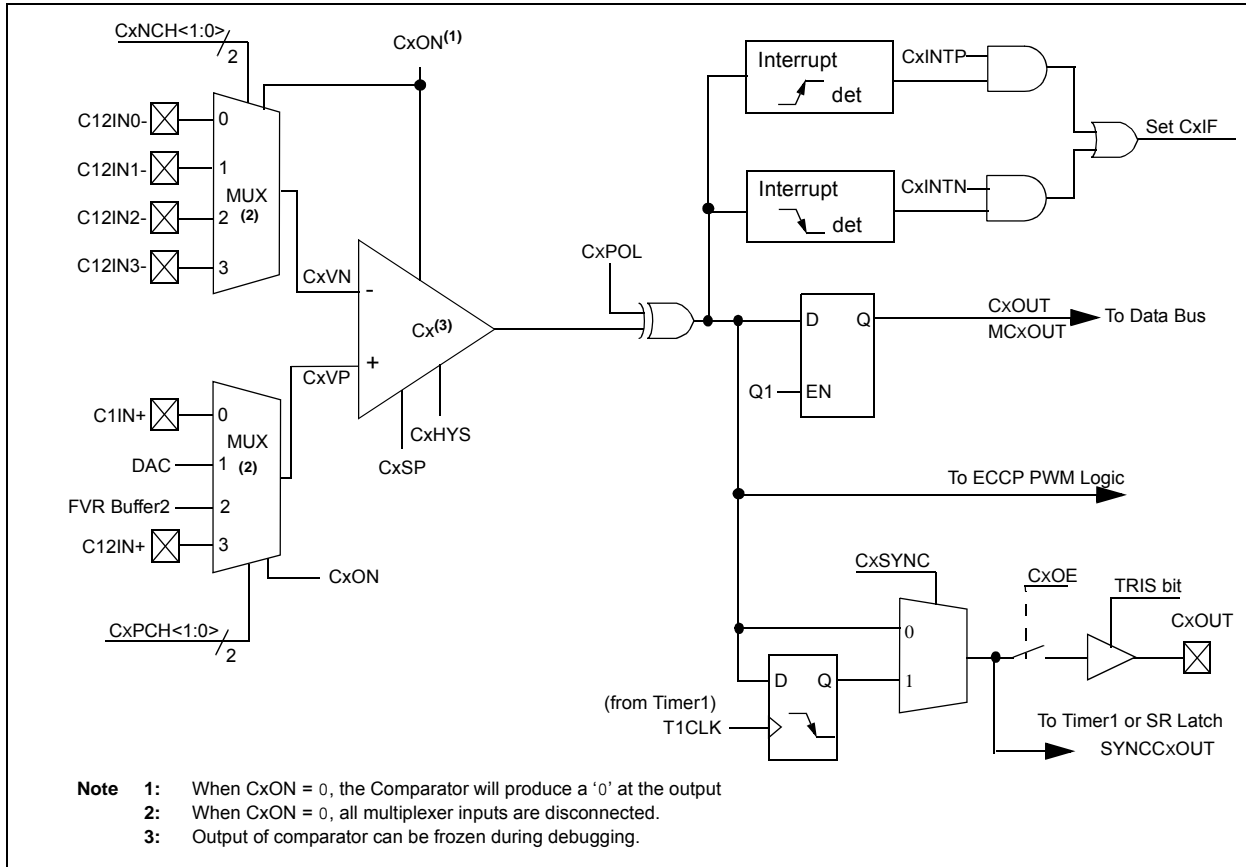 CxNCH<1:0>
2
CxON(1)
C12IN0-
0
C12IN1-
1
C12IN2-
2
C12IN3-
3
MUX
(2)
CxVN
-
Cx(3)
CxVP
+
C1IN+
0
DAC
1
FVR Buffer2
2
C12IN+
3
MUX
(2)
CxON
CxPCH<1:0>
2
CxHYS
CxSP
CxPOL
Interrupt
det
CxINTP
Interrupt
det
CxINTN
Set CxIF
D Q
EN
Q1
CxOUT
MCxOUT
To Data Bus
To ECCP PWM Logic
CxSYNC
0
1
D Q
(from Timer1)
T1CLK
CxOE
TRIS bit
CxOUT
To Timer1 or SR Latch
SYNCCxOUT
Note 1: When CxON = 0, the Comparator will produce a ‘0’ at the output
2: When CxON = 0, all multiplexer inputs are disconnected.
3: Output of comparator can be frozen during debugging.